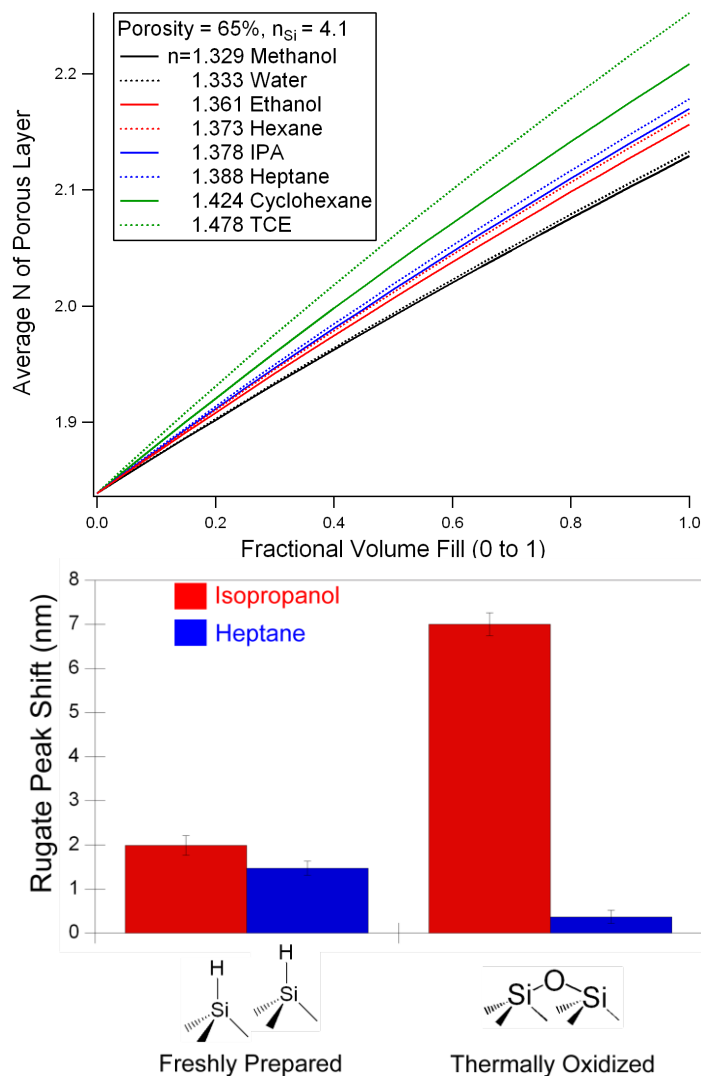 Porosity = 65%, nSi = 4.1
n=1.329 Methanol
1.333 Water
1.361 Ethanol
1.373 Hexane
1.378 IPA
1.388 Heptane
1.424 Cyclohexane
1.478 TCE
Average N of Porous Layer
2.2
2.1
2.0
1.9
0.0 0.2 0.4 0.6 0.8 1.0
Fractional Volume Fill (0 to 1)
Isopropanol
Heptane
Rugate Peak Shift (nm)
8
7
6
5
4
3
2
1
0
H H
Si Si
O
Si Si
Freshly Prepared Thermally Oxidized